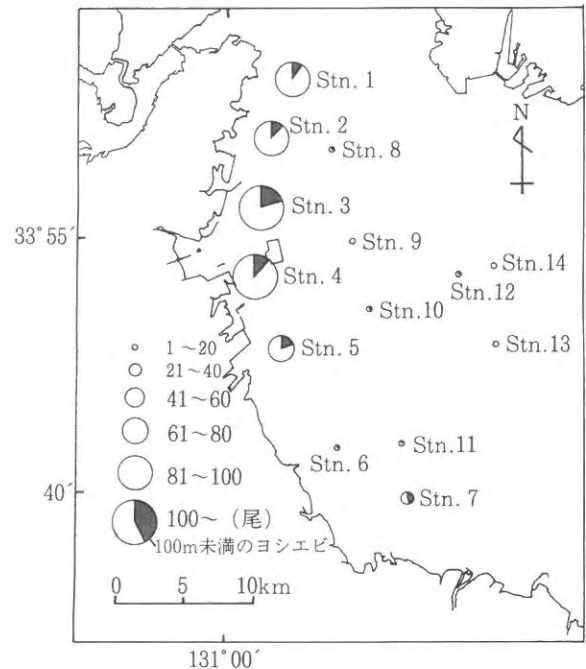 Stn. 1
Stn. 2
Stn. 8
N
Stn. 3
33°55′
Stn. 9
Stn. 14
Stn. 4
Stn. 12
Stn. 10
Stn. 5
Stn. 13
1～20
21～40
41～60
61～80
Stn. 11
Stn. 6
81～100
40′
Stn. 7
100～(尾)
100m未満のヨシエビ
0 5 10km
131°00′